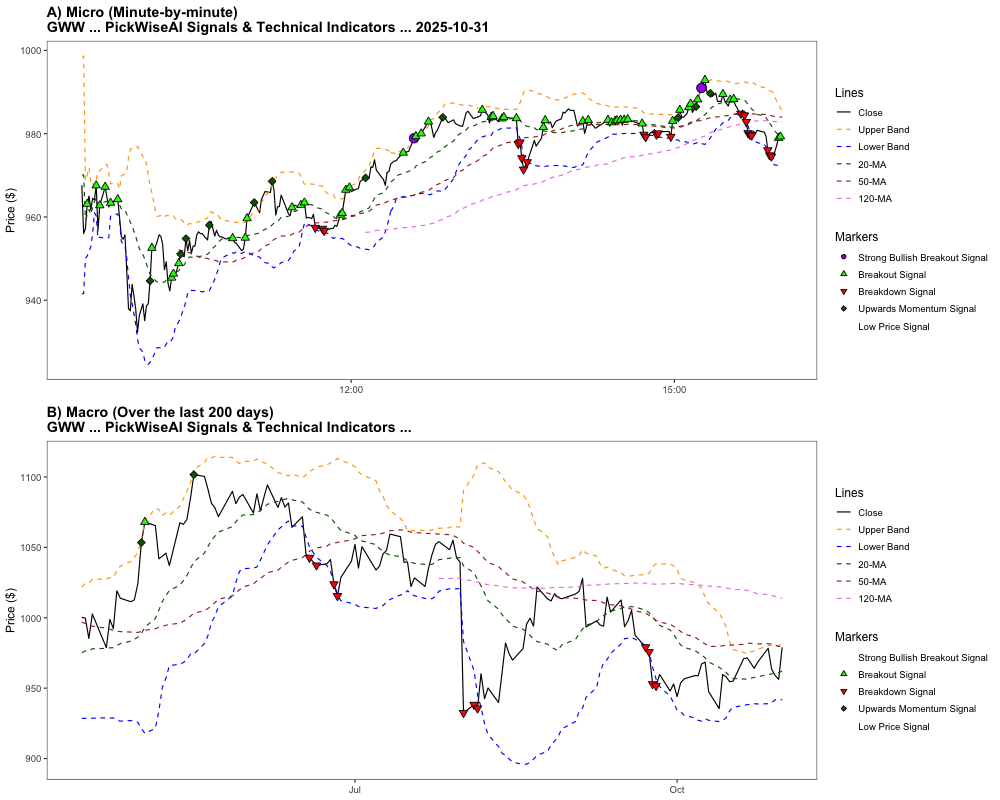 A) Micro (Minute-by-minute)
GWW ... PickWiseAI Signals & Technical Indicators ... 2025-10-31
Price ($)
1000
980
960
940
12:00
15:00
Lines
Close
Upper Band
Lower Band
20-MA
50-MA
120-MA
Markers
Strong Bullish Breakout Signal
Breakout Signal
Breakdown Signal
Upwards Momentum Signal
Low Price Signal
B) Macro (Over the last 200 days)
GWW ... PickWiseAI Signals & Technical Indicators ...
Price ($)
1100
1050
1000
950
900
Jul
Oct
Lines
Close
Upper Band
Lower Band
20-MA
50-MA
120-MA
Markers
Strong Bullish Breakout Signal
Breakout Signal
Breakdown Signal
Upwards Momentum Signal
Low Price Signal